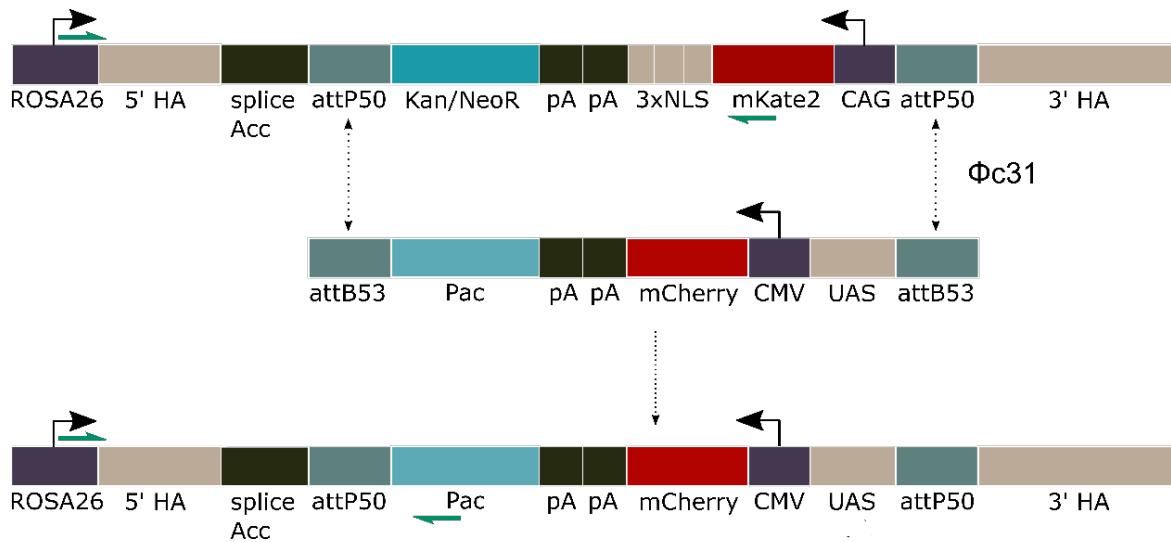 ROSA26 5' HA splice attP50 Kan/NeoR pA pA 3xNLS mKate2 CAG attP50 3' HA
Acc
Φc31
attB53 Pac pA pA mCherry CMV UAS attB53
ROSA26 5' HA splice attP50 Pac pA pA mCherry CMV UAS attP50 3' HA
Acc